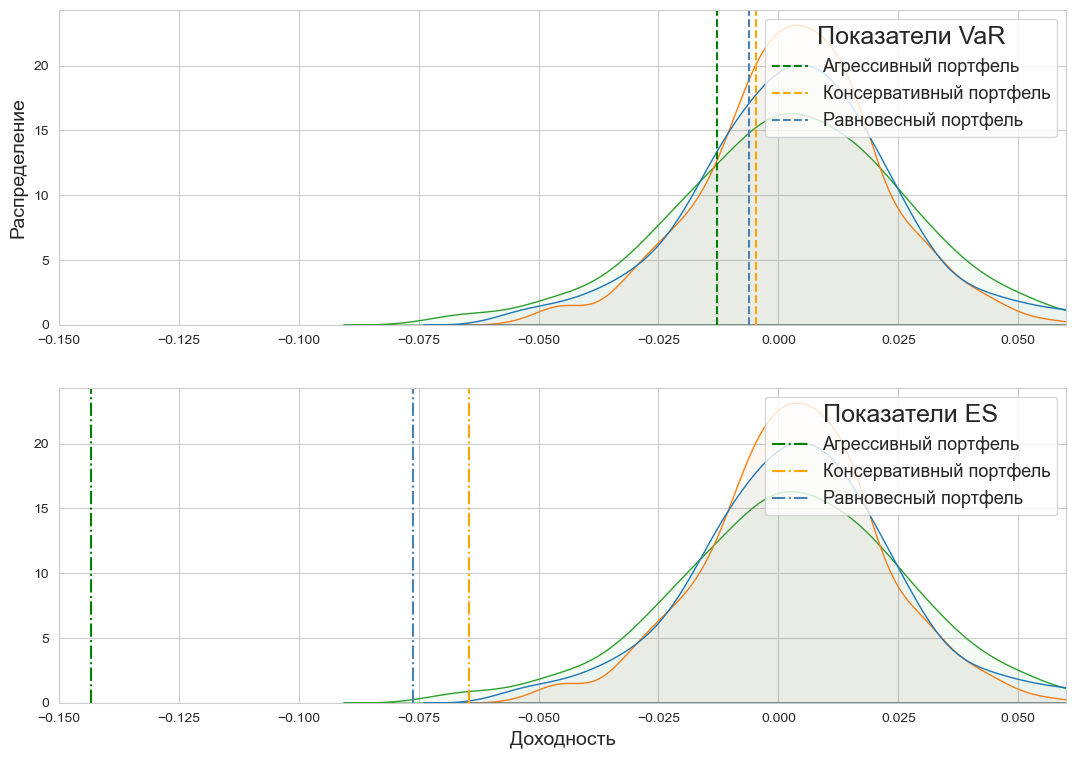 Показатели VaR
Агрессивный портфель
Консервативный портфель
Равновесный портфель
Распределение
20
15
10
5
0
−0.150 −0.125 −0.100 −0.075 −0.050 −0.025 0.000 0.025 0.050
Показатели ES
Агрессивный портфель
Консервативный портфель
Равновесный портфель
20
15
10
5
0
−0.150 −0.125 −0.100 −0.075 −0.050 −0.025 0.000 0.025 0.050
Доходность